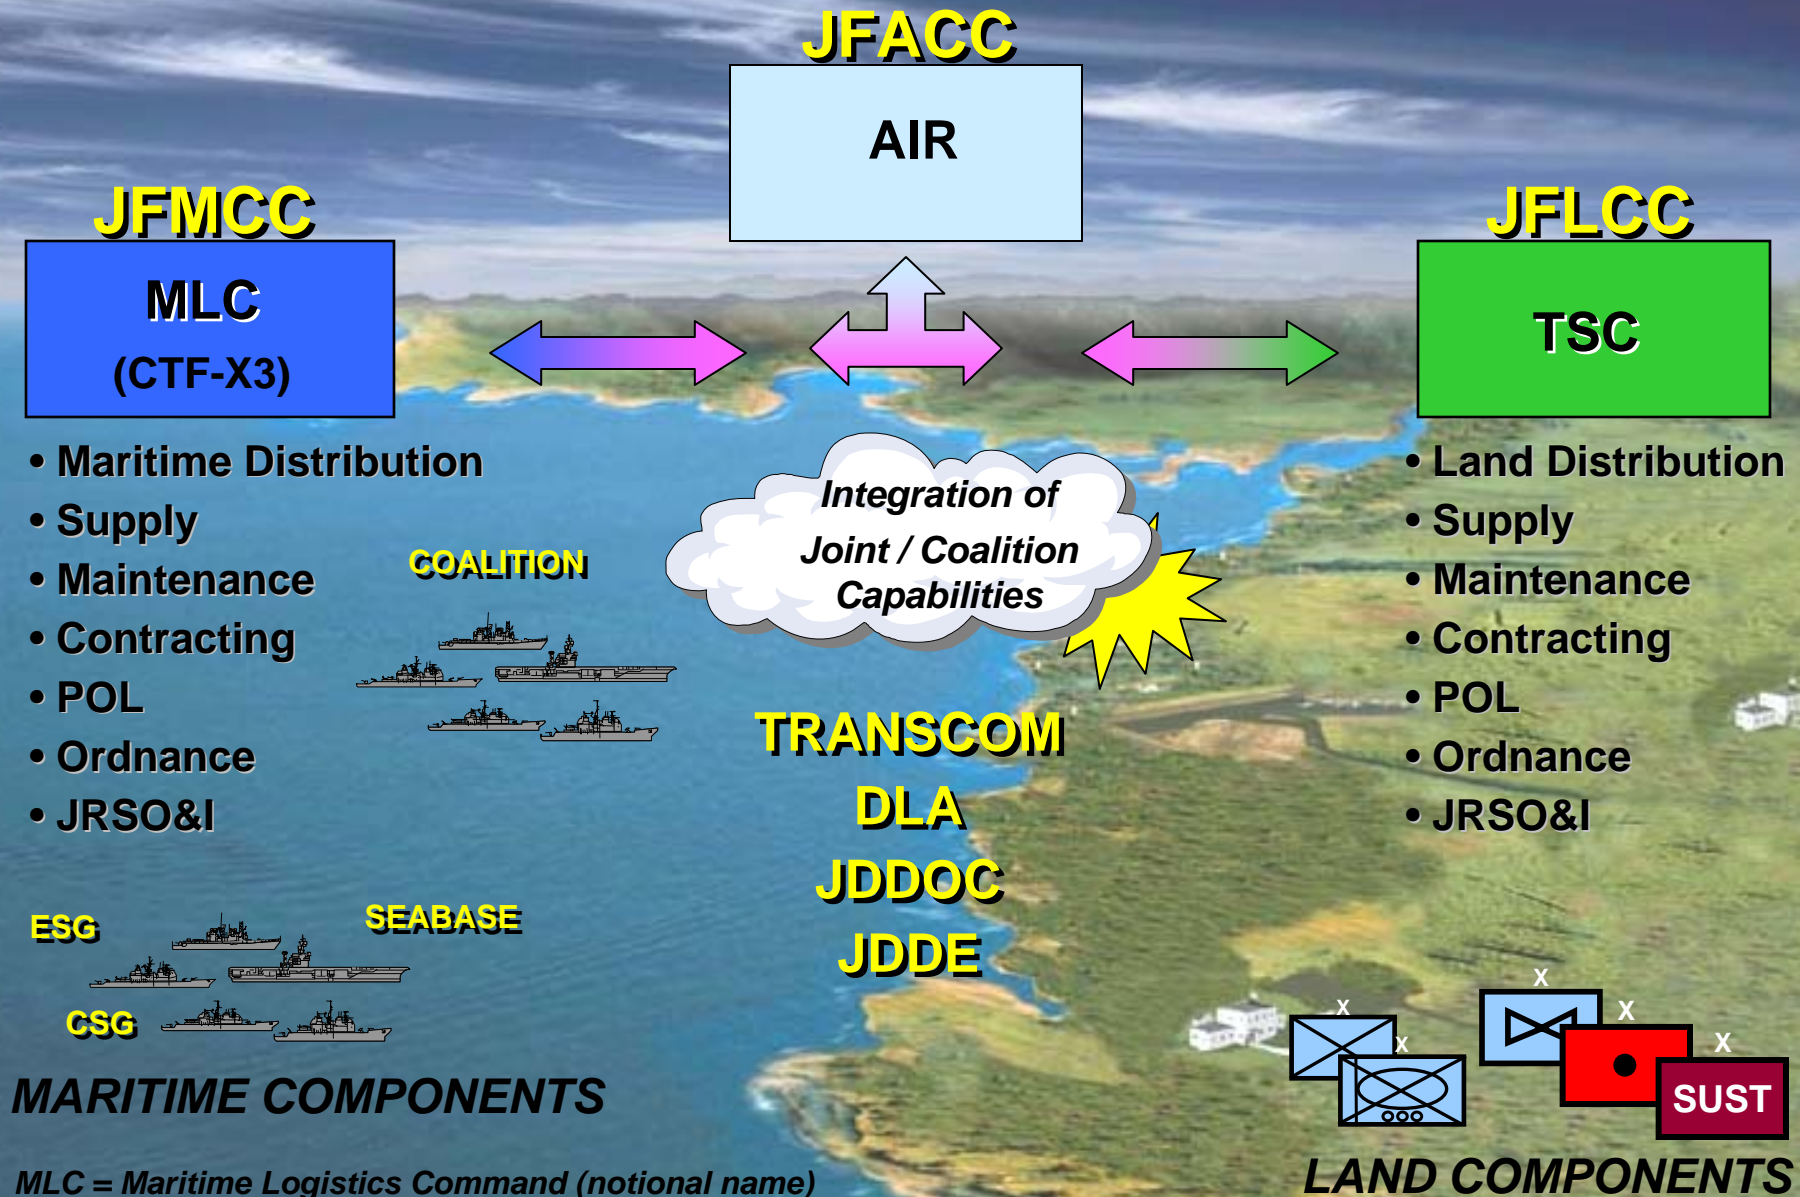 JFACC
AIR
JFMCC
MLC
(CTF-X3)
• Maritime Distribution
• Supply
• Maintenance
• Contracting
• POL
• Ordnance
• JRSO&I
JFLCC
TSC
• Land Distribution
• Supply
• Maintenance
• Contracting
• POL
• Ordnance
• JRSO&I
Integration of
Joint / Coalition
Capabilities
COALITION
TRANSCOM
DLA
JDDOC
JDDE
ESG
SEABASE
CSG
X
X
X
X
X
SUST
MARITIME COMPONENTS
LAND COMPONENTS
MLC = Maritime Logistics Command (notional name)